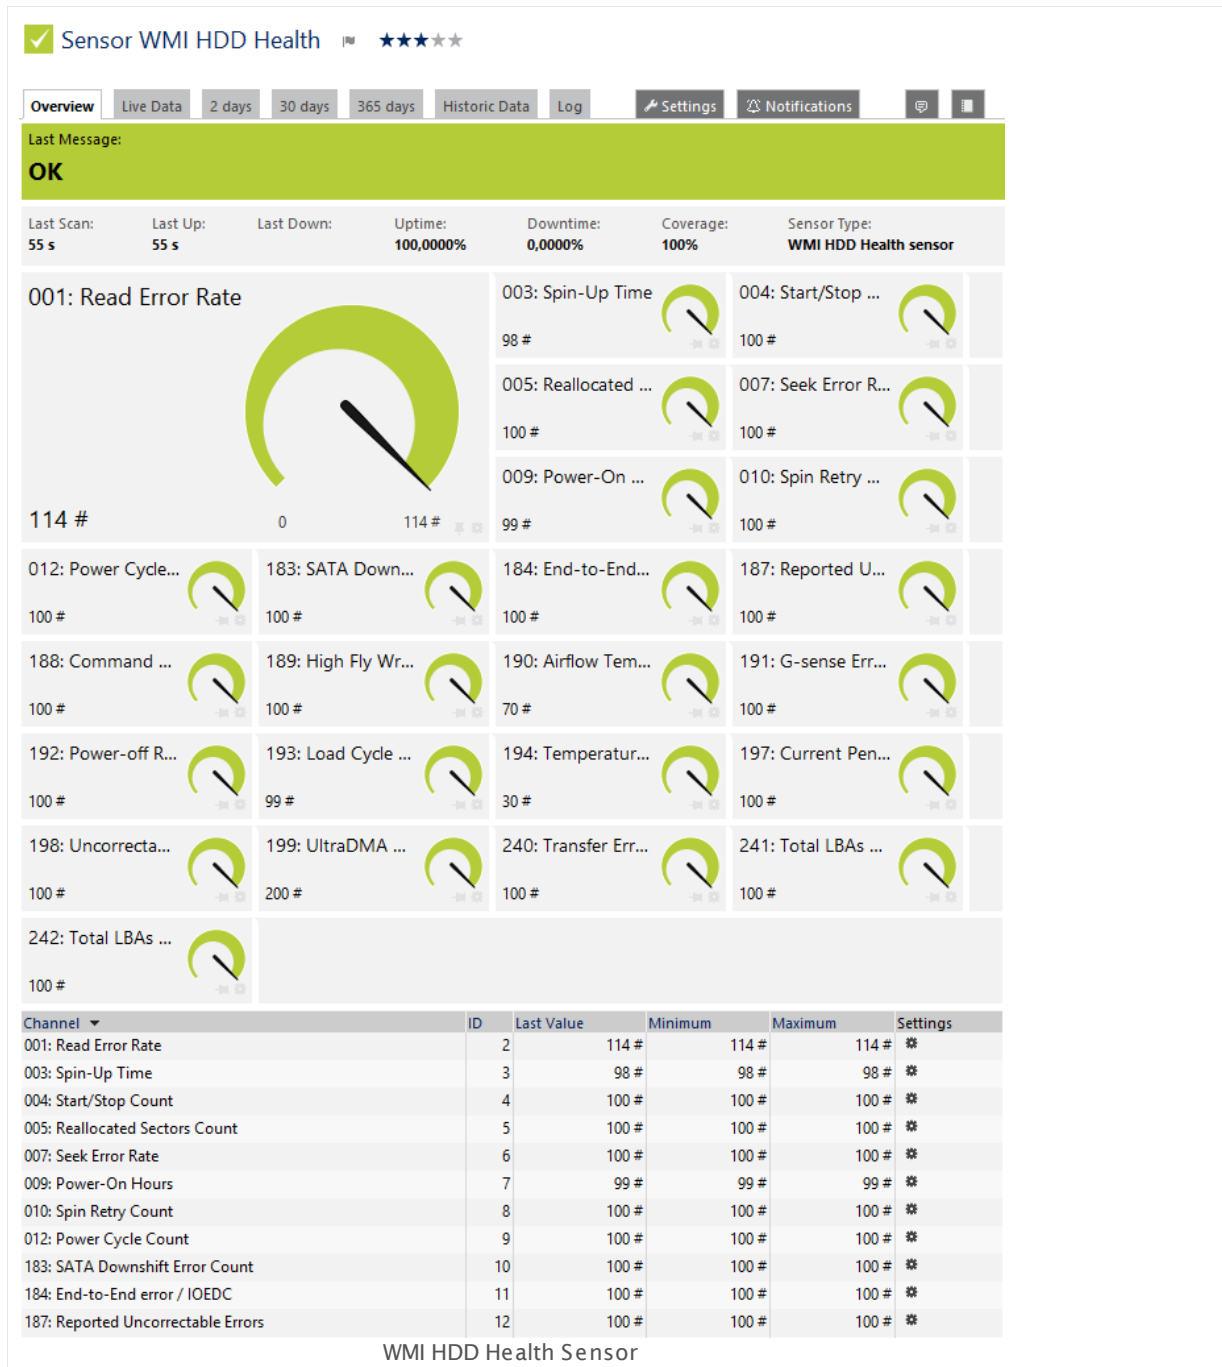 Sensor WMI HDD Health
Overview Live Data 2 days 30 days 365 days Historic Data Log Settings Notifications
Last Message:
OK
Last Scan: Last Up: Last Down: Uptime: Downtime: Coverage: Sensor Type:
55 s 55 s 100,0000% 0,0000% 100% WMI HDD Health sensor
001: Read Error Rate
114 #
0 114 #
003: Spin-Up Time
98 #
004: Start/Stop ...
100 #
005: Reallocated ...
100 #
007: Seek Error R...
100 #
009: Power-On ...
99 #
010: Spin Retry ...
100 #
012: Power Cycle...
100 #
183: SATA Down...
100 #
184: End-to-End...
100 #
187: Reported U...
100 #
188: Command ...
100 #
189: High Fly Wr...
100 #
190: Airflow Tem...
70 #
191: G-sense Err...
100 #
192: Power-off R...
100 #
193: Load Cycle ...
99 #
194: Temperatur...
30 #
197: Current Pen...
100 #
198: Uncorrecta...
100 #
199: UltraDMA ...
200 #
240: Transfer Err...
100 #
241: Total LBAs ...
100 #
242: Total LBAs ...
100 #
Channel ID Last Value Minimum Maximum Settings
001: Read Error Rate 2 114 # 114 # 114 #
003: Spin-Up Time 3 98 # 98 # 98 #
004: Start/Stop Count 4 100 # 100 # 100 #
005: Reallocated Sectors Count 5 100 # 100 # 100 #
007: Seek Error Rate 6 100 # 100 # 100 #
009: Power-On Hours 7 99 # 99 # 99 #
010: Spin Retry Count 8 100 # 100 # 100 #
012: Power Cycle Count 9 100 # 100 # 100 #
183: SATA Downshift Error Count 10 100 # 100 # 100 #
184: End-to-End error / IOEDC 11 100 # 100 # 100 #
187: Reported Uncorrectable Errors 12 100 # 100 # 100 #
WMI HDD Health Sensor